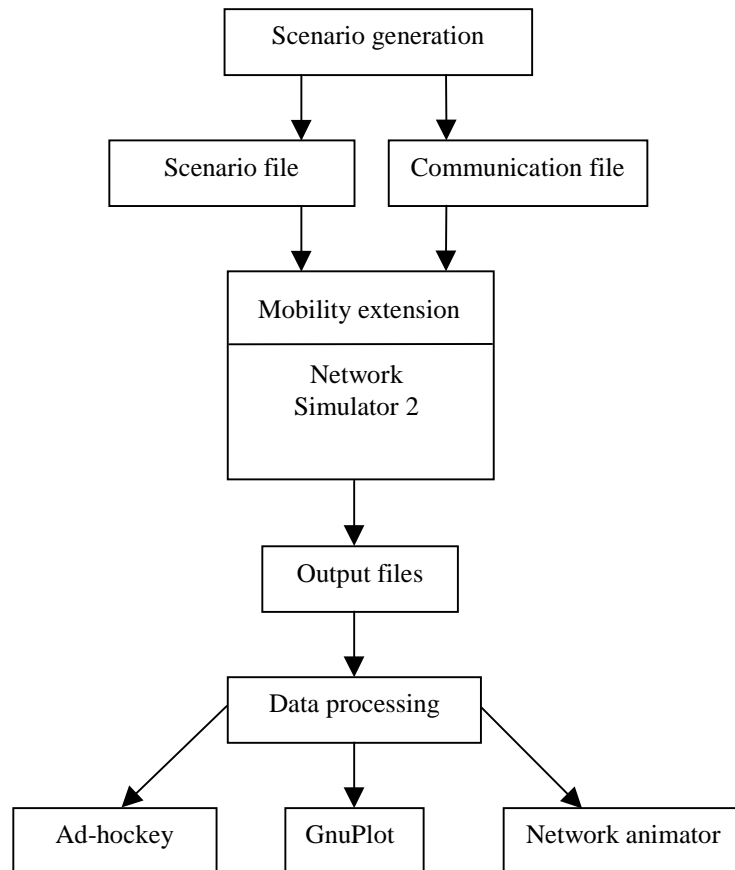 Scenario generation
Scenario file
Communication file
Mobility extension
Network
Simulator 2
Output files
Data processing
Ad-hockey
GnuPlot
Network animator